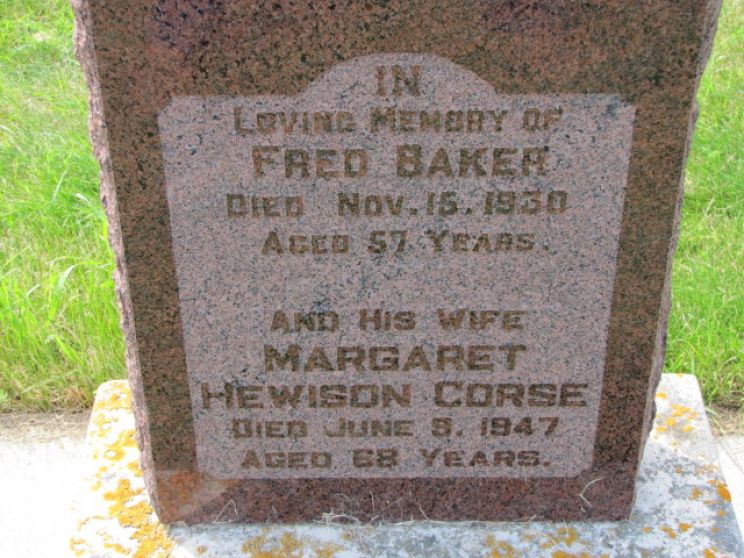 IN
LOVING MEMORY OF
FRED BAKER
DIED NOV. 15. 1930
AGED 57 YEARS.
AND HIS WIFE
MARGARET
HEWISON CORSE
DIED JUNE 9. 1947
AGED 68 YEARS.